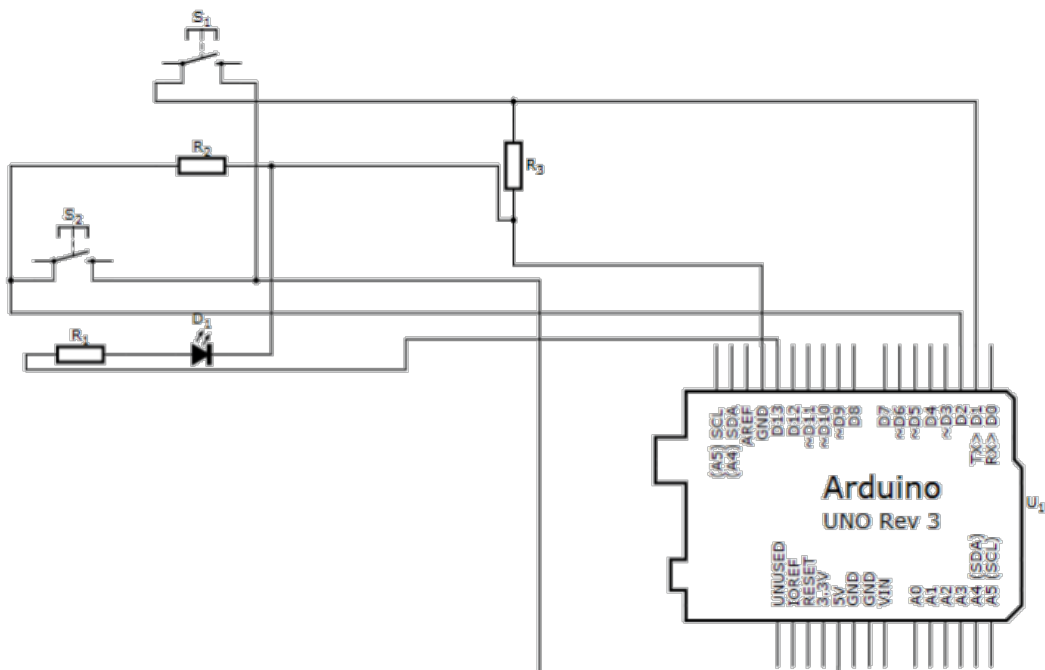 S1
R2
R3
S2
R1
D1
(A5) SCL
(A4) SDA
AREF
GND
D13
D12
~D11
~D10
~D9
D8
D7
~D6
~D5
D4
~D3
D2
TX> D1
RX> D0
Arduino
UNO Rev 3
U1
UNUSED
IOREF
RESET
3.3V
5V
GND
GND
VIN
A0
A1
A2
A3
A4 (SDA)
A5 (SCL)